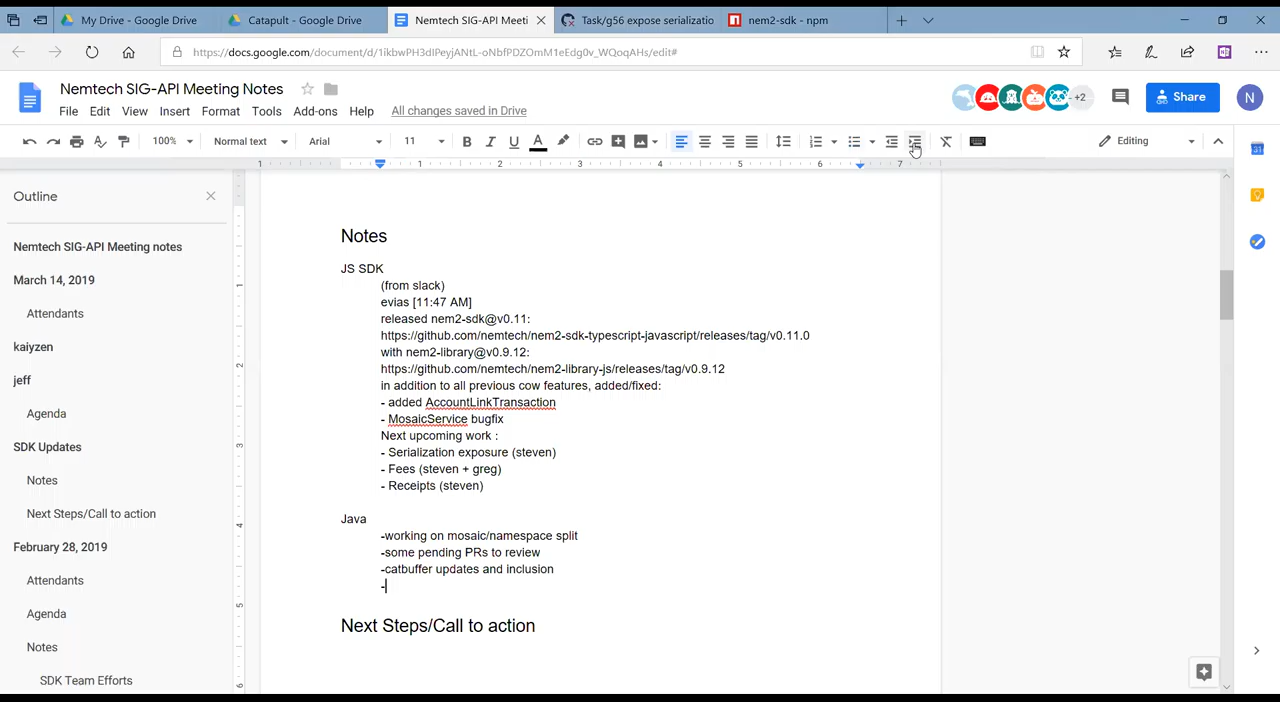 My Drive - Google Drive
Catapult - Google Drive
Nemtech SIG-API Meeti
Task/g56 expose serializatio
nem2-sdk - npm
https://docs.google.com/document/d/1ikbwPH3dIPeyjANtL-oNbfPDZOmM1eEdg0v_WQoqAHs/edit#
Nemtech SIG-API Meeting Notes
+2
Share
N
File Edit View Insert Format Tools Add-ons Help All changes saved in Drive
100% Normal text Arial 11 B I U A Editing
1 1 2 3 4 5 6 7
Outline
Nemtech SIG-API Meeting notes
March 14, 2019
Attendants
kaiyzen
jeff
Agenda
SDK Updates
Notes
Next Steps/Call to action
February 28, 2019
Attendants
Agenda
Notes
SDK Team Efforts
Notes
JS SDK
(from slack)
evias [11:47 AM]
released nem2-sdk@v0.11:
https://github.com/nemtech/nem2-sdk-typescript-javascript/releases/tag/v0.11.0
with nem2-library@v0.9.12:
https://github.com/nemtech/nem2-library-js/releases/tag/v0.9.12
in addition to all previous cow features, added/fixed:
- added AccountLinkTransaction
- MosaicService bugfix
Next upcoming work :
- Serialization exposure (steven)
- Fees (steven + greg)
- Receipts (steven)
Java
-working on mosaic/namespace split
-some pending PRs to review
-catbuffer updates and inclusion
-
Next Steps/Call to action